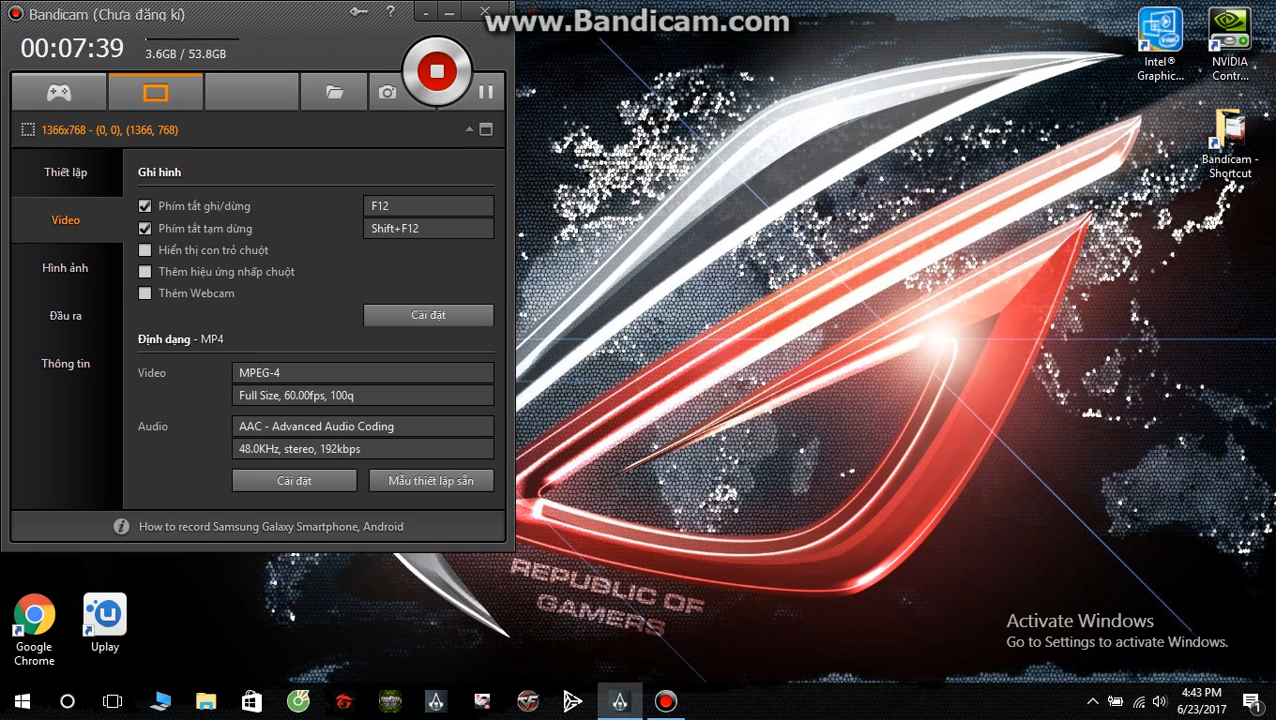 Bandicam (Chưa đăng kí)
www.Bandicam.com
00:07:39
3.6GB / 53.8GB
1366x768 - (0, 0), (1366, 768)
Thiết lập
Video
Hình ảnh
Đầu ra
Thông tin
Ghi hình
Phím tắt ghi/dừng
F12
Phím tắt tạm dừng
Shift+F12
Hiển thị con trỏ chuột
Thêm hiệu ứng nhấp chuột
Thêm Webcam
Cài đặt
Định dạng - MP4
Video
MPEG-4
Full Size, 60.00fps, 100q
Audio
AAC - Advanced Audio Coding
48.0KHz, stereo, 192kbps
Cài đặt
Mẫu thiết lập sẵn
How to record Samsung Galaxy Smartphone, Android
Intel®
Graphic...
NVIDIA
Contr...
Bandicam -
Shortcut
REPUBLIC OF
GAMERS
Google
Chrome
Uplay
Activate Windows
Go to Settings to activate Windows.
4:43 PM
6/23/2017
1